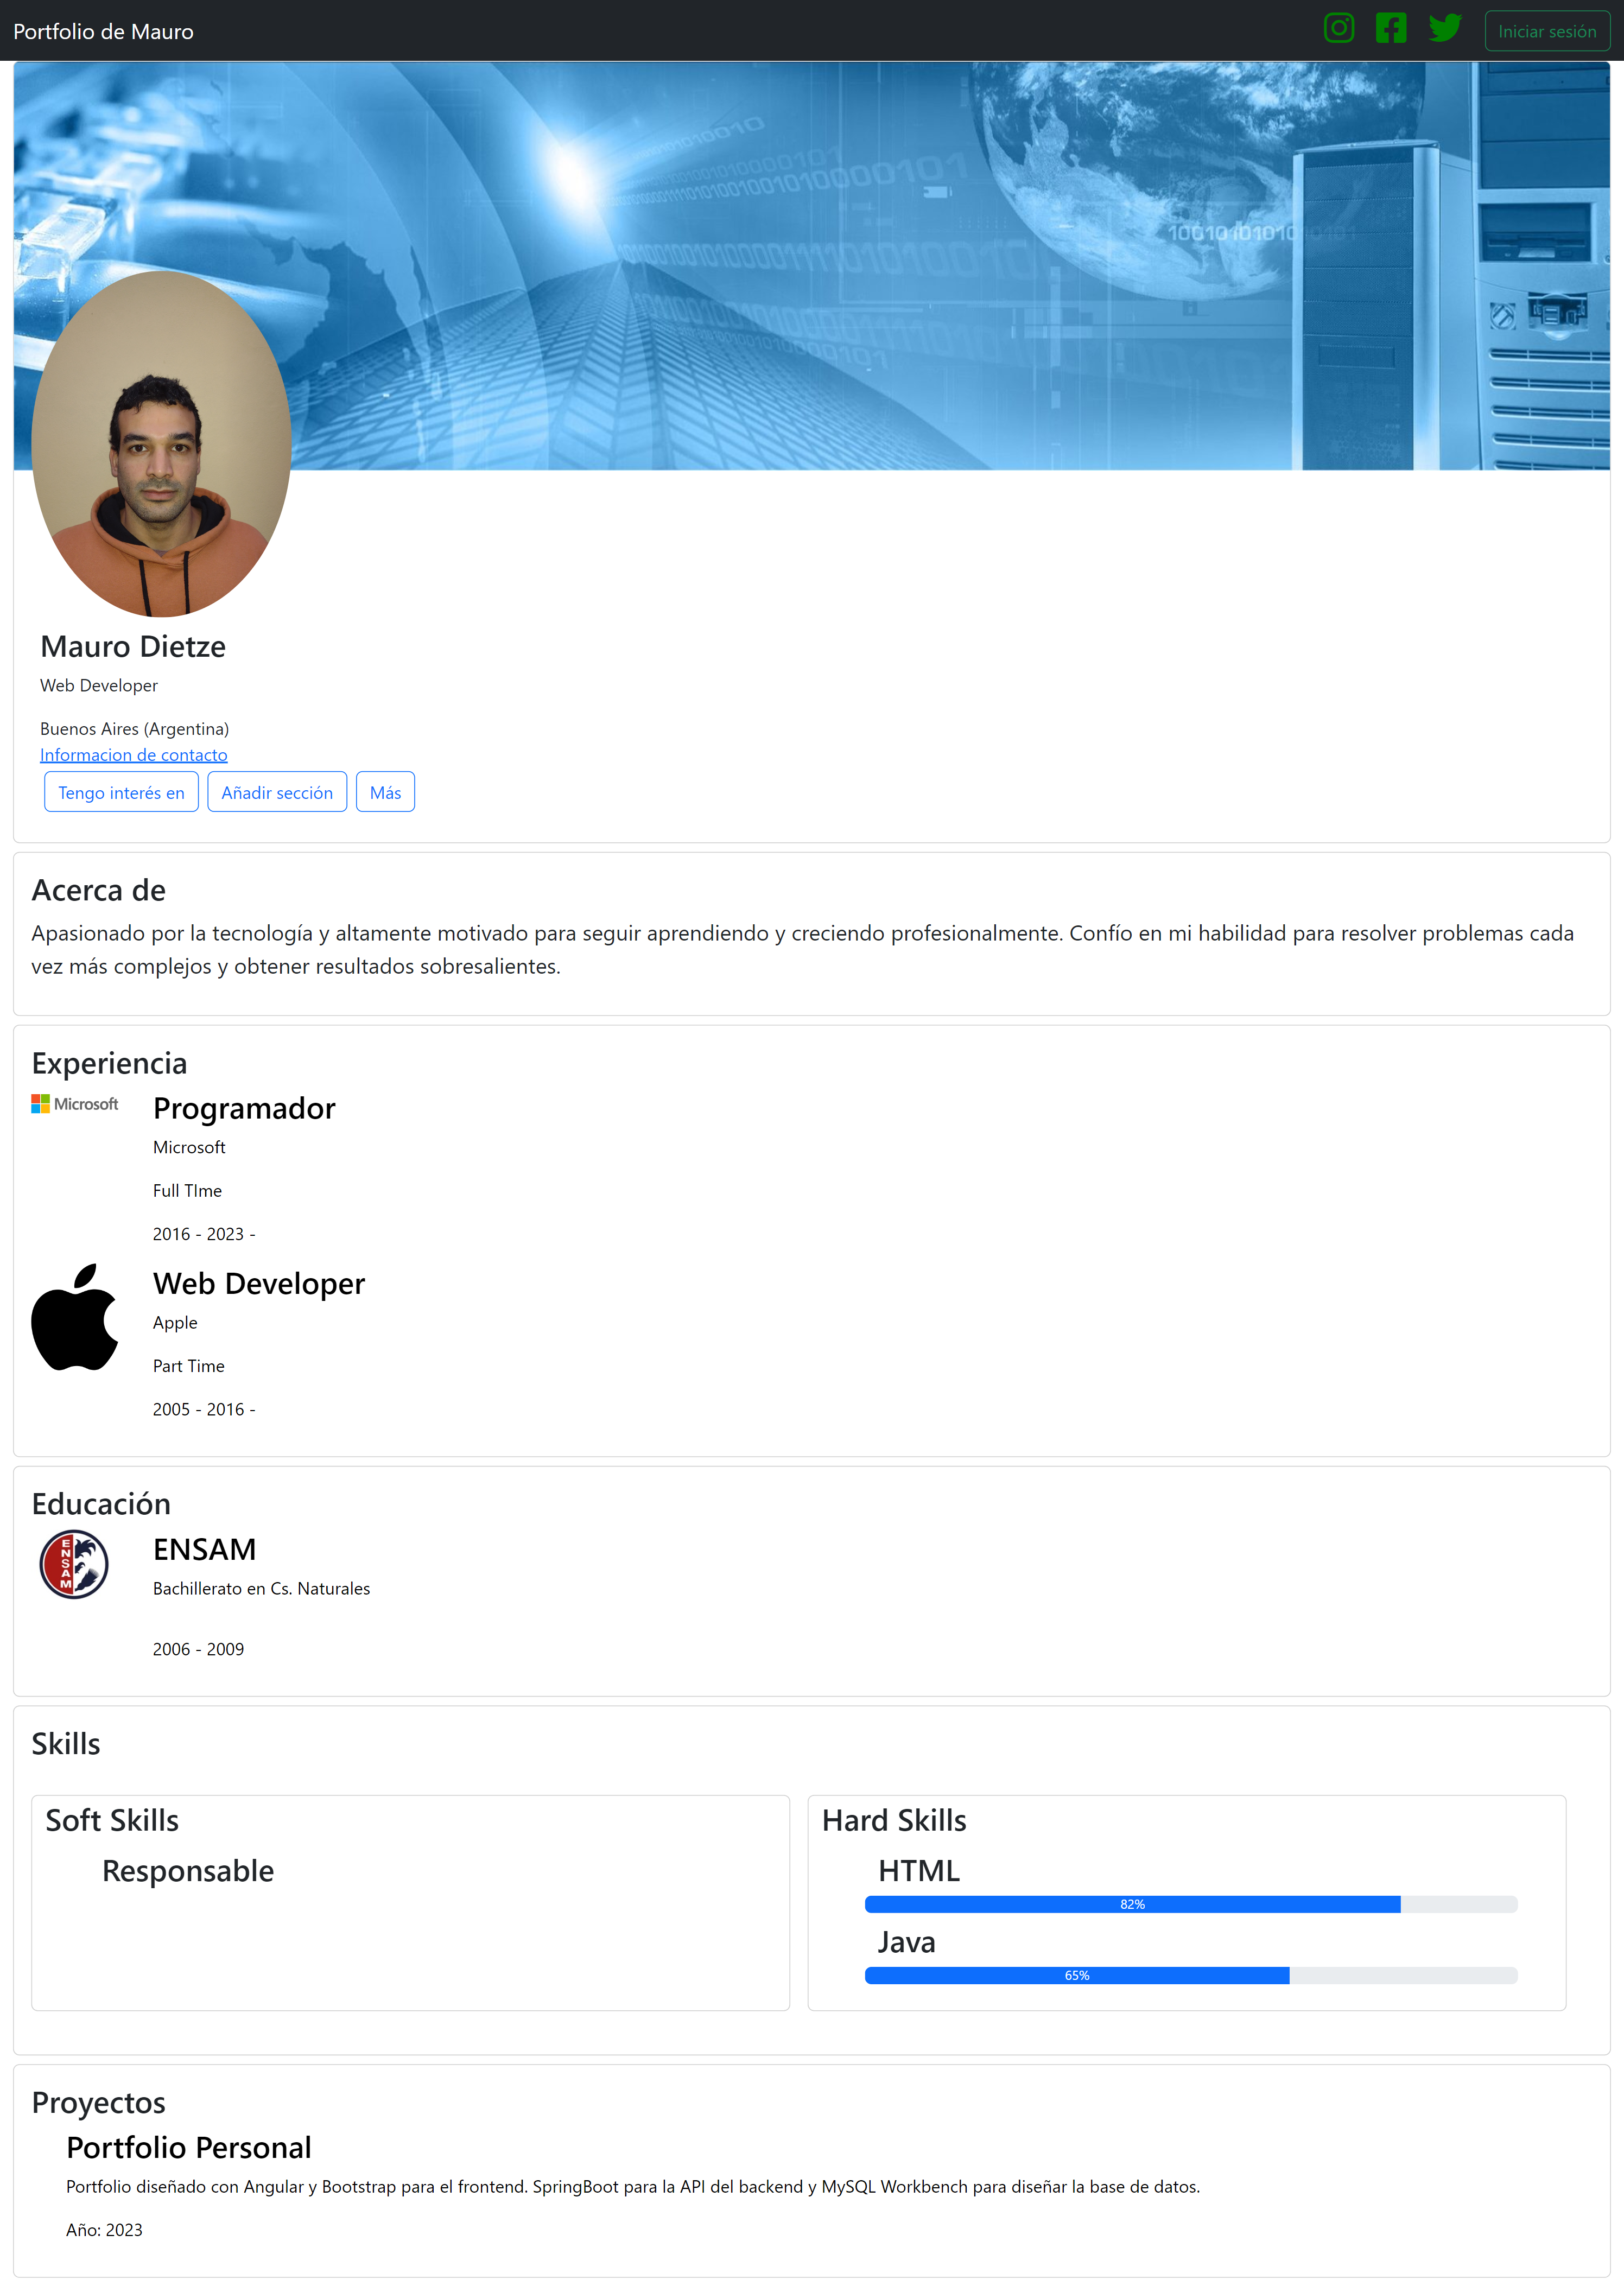 Portfolio de Mauro
Iniciar sesión
Mauro Dietze
Web Developer
Buenos Aires (Argentina)
Informacion de contacto
Tengo interés en
Añadir sección
Más
Acerca de
Apasionado por la tecnología y altamente motivado para seguir aprendiendo y creciendo profesionalmente. Confío en mi habilidad para resolver problemas cada
vez más complejos y obtener resultados sobresalientes.
Experiencia
Microsoft
Programador
Microsoft
Full TIme
2016 - 2023 -
Web Developer
Apple
Part Time
2005 - 2016 -
Educación
ENSAM
ENSAM
Bachillerato en Cs. Naturales
2006 - 2009
Skills
Soft Skills
Responsable
Hard Skills
HTML
82%
Java
65%
Proyectos
Portfolio Personal
Portfolio diseñado con Angular y Bootstrap para el frontend. SpringBoot para la API del backend y MySQL Workbench para diseñar la base de datos.
Año: 2023